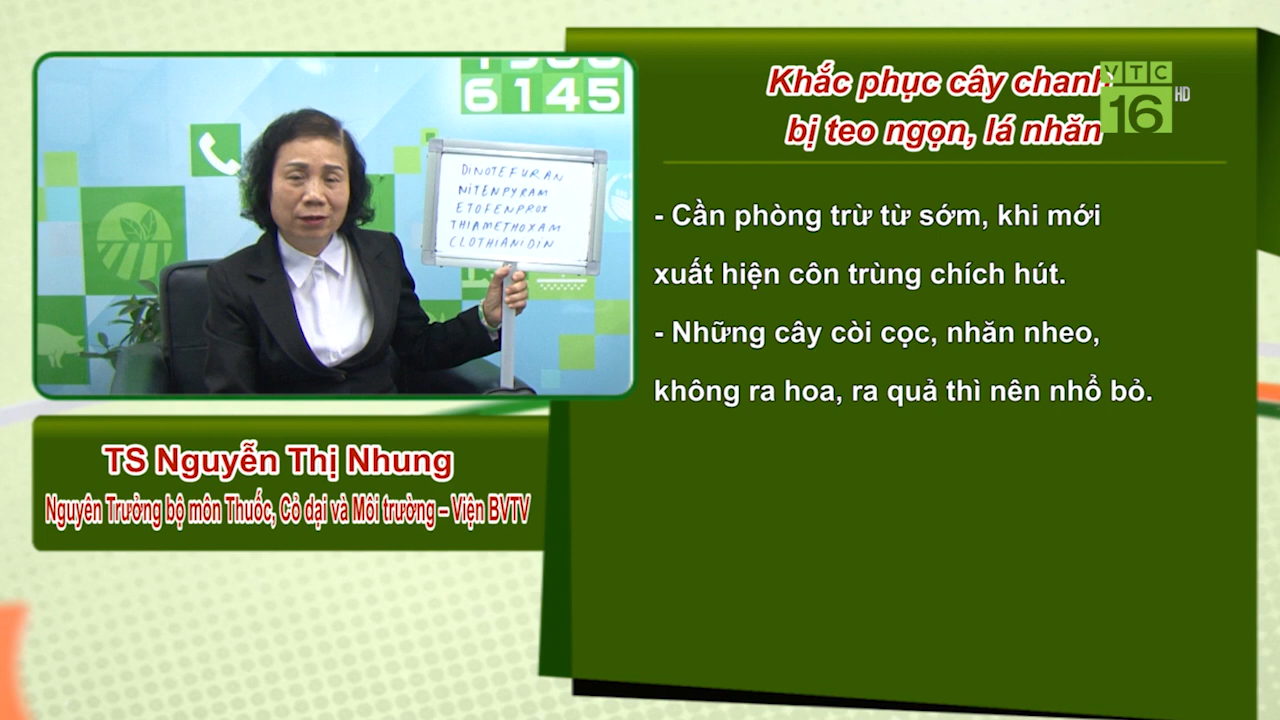 6145
DINOTEFURAN
NITENPYRAM
ETOFENPROX
THIAMETHOXAM
CLOTHIANIDIN
TS Nguyễn Thị Nhung
Nguyên Trưởng bộ môn Thuốc, Cỏ dại và Môi trường – Viện BVTV
Khắc phục cây chanh
bị teo ngọn, lá nhăn
VTC
16 HD
- Cần phòng trừ từ sớm, khi mới
xuất hiện côn trùng chích hút.
- Những cây còi cọc, nhăn nheo,
không ra hoa, ra quả thì nên nhổ bỏ.